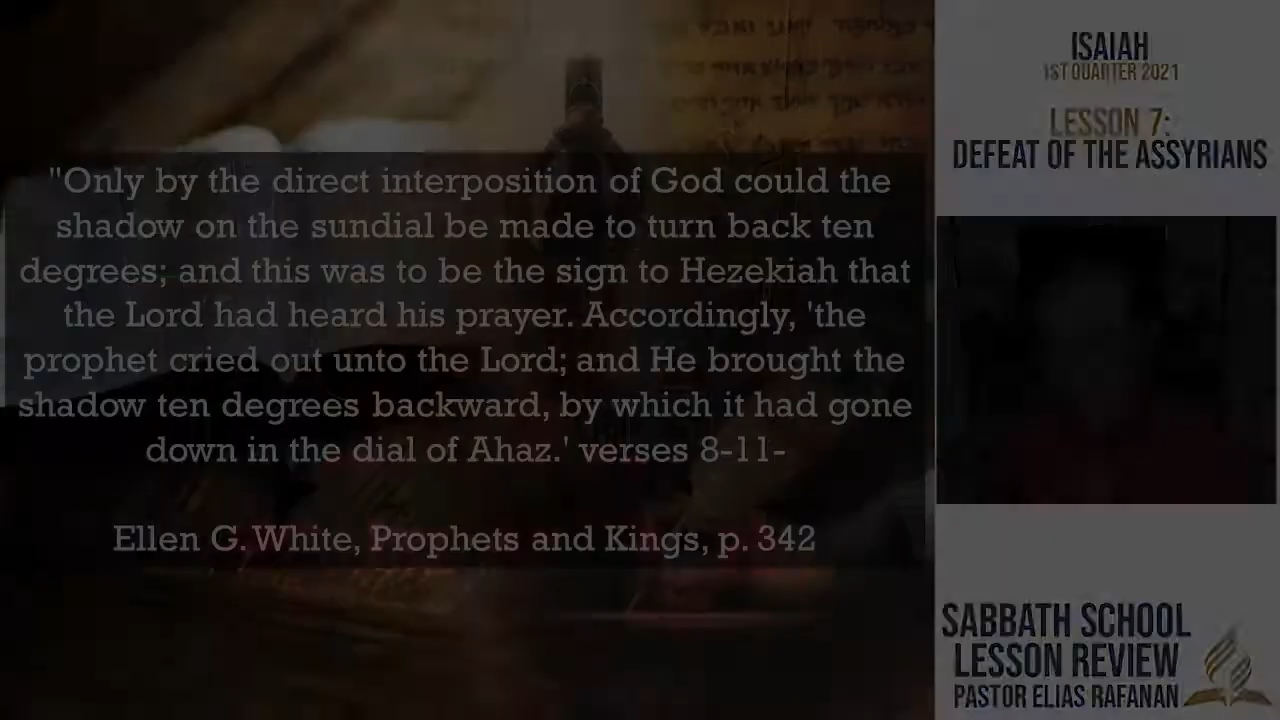 "Only by the direct interposition of God could the
shadow on the sundial be made to turn back ten
degrees; and this was to be the sign to Hezekiah that
the Lord had heard his prayer. Accordingly, 'the
prophet cried out unto the Lord; and He brought the
shadow ten degrees backward, by which it had gone
down in the dial of Ahaz.' verses 8-11-
Ellen G. White, Prophets and Kings, p. 342
ISAIAH
1ST QUARTER 2021
LESSON 7:
DEFEAT OF THE ASSYRIANS
SABBATH SCHOOL
LESSON REVIEW
PASTOR ELIAS RAFANAN